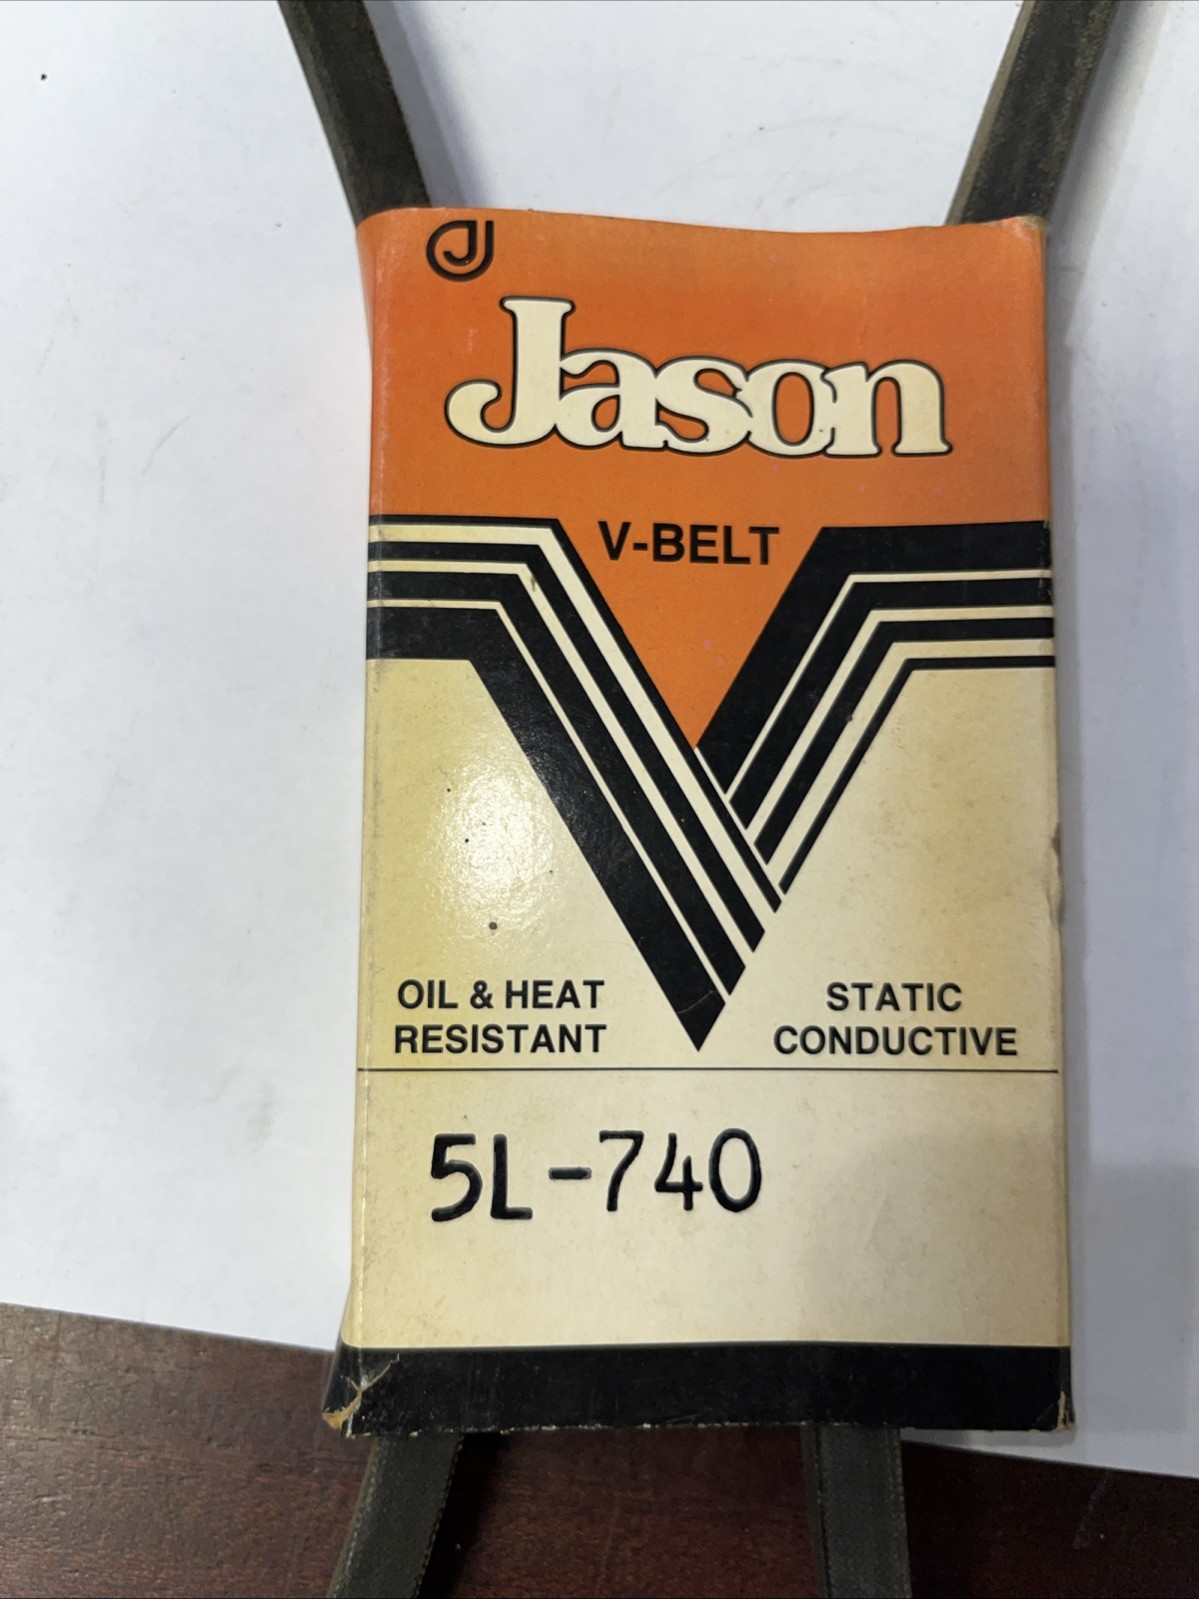 J
Jason
V-BELT
OIL & HEAT
RESISTANT
STATIC
CONDUCTIVE
5L-740